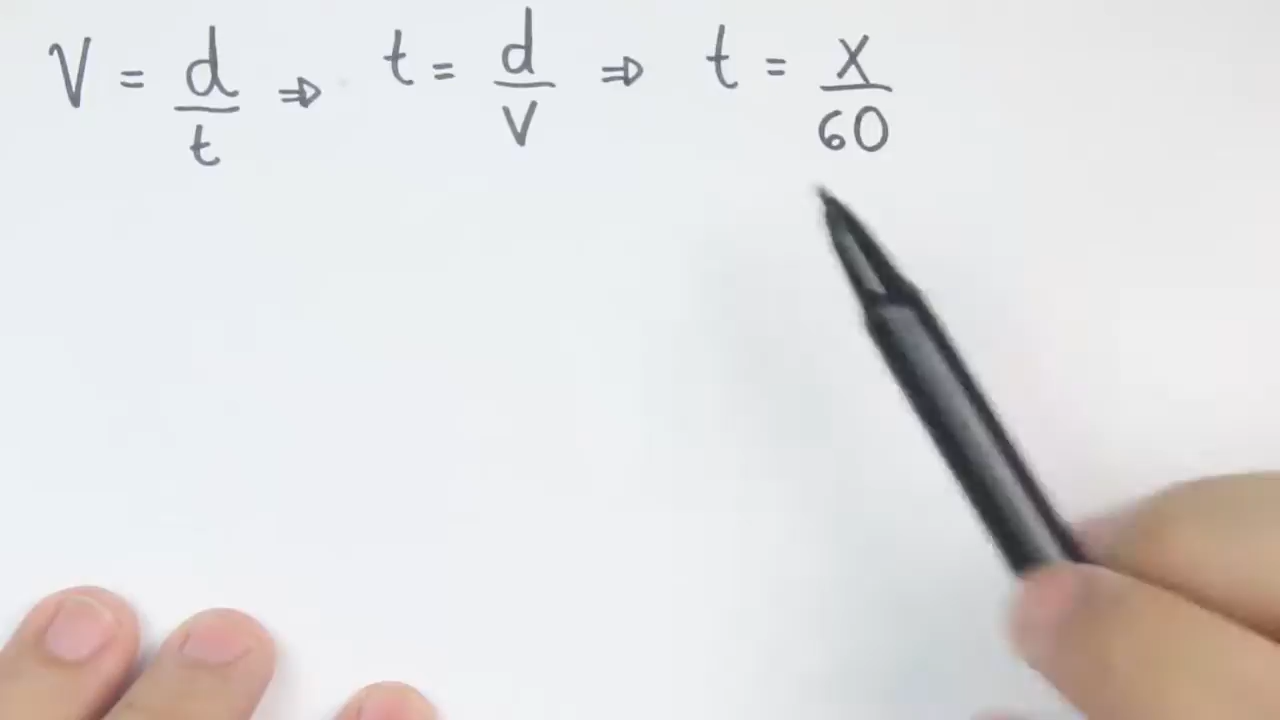 V = d/t ⇒ t = d/v ⇒ t = x/60